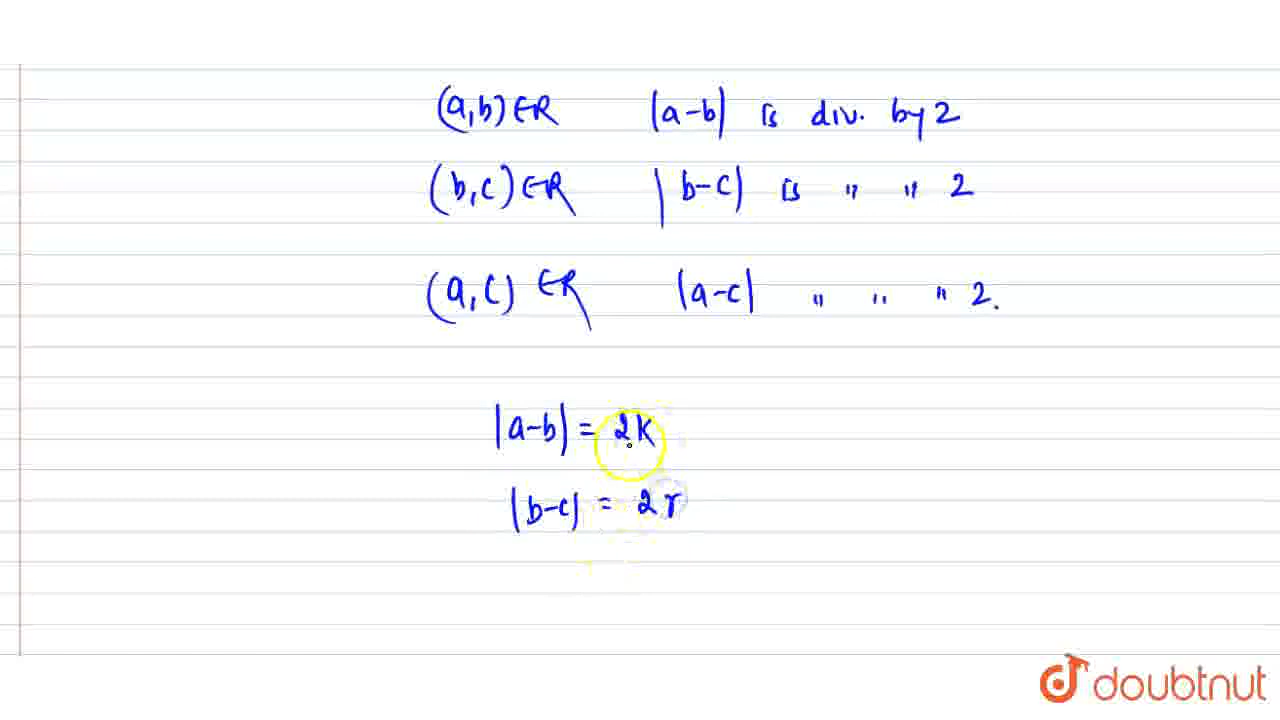 (a,b) ∈ R |a-b| is div. by 2
(b,c) ∈ R |b-c| is " " 2
(a,c) ∈ R |a-c| " " " 2.
|a-b| = 2K
|b-c| = 2r
doubtnut